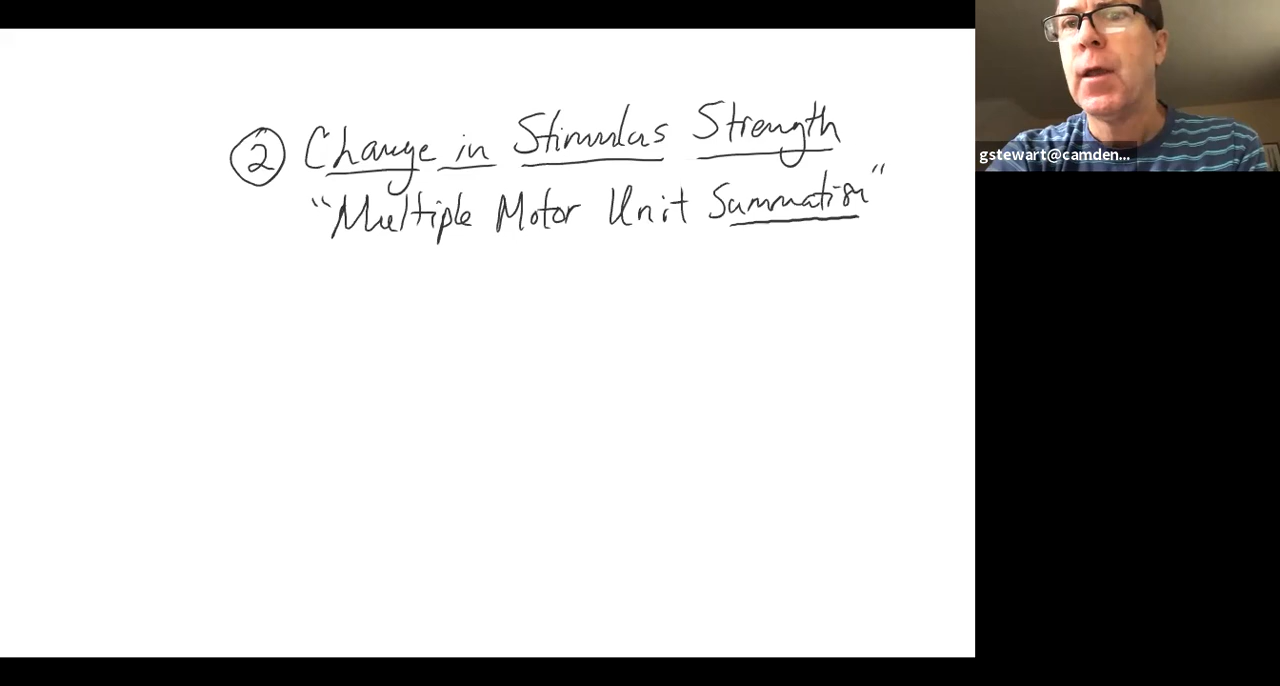 ② Change in Stimulus Strength
"Multiple Motor Unit Summation"
gstewart@camden...